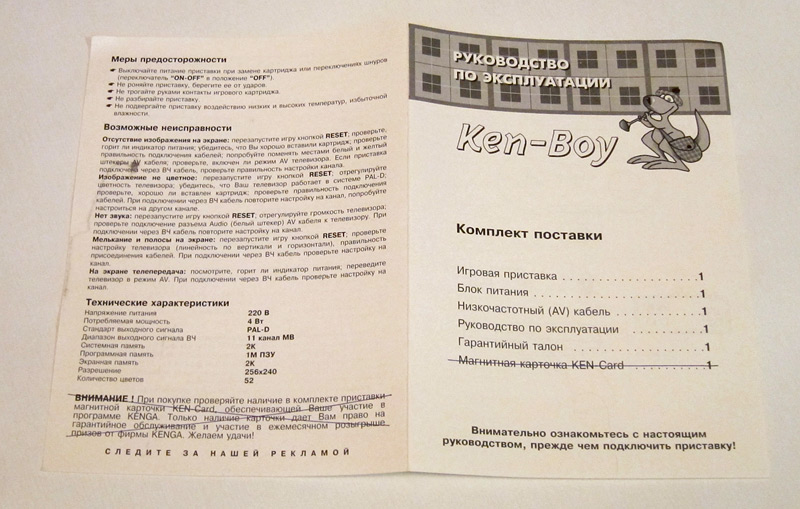 Меры предосторожности
☛ Выключайте питание приставки при замене картриджа или переключениях шнуров
(переключатель "ON-OFF" в положение "OFF").
☛ Не роняйте приставку, берегите ее от ударов.
☛ Не трогайте руками контакты игрового картриджа.
☛ Не разбирайте приставку.
☛ Не подвергайте приставку воздействию низких и высоких температур, избыточной
влажности.
Возможные неисправности
Отсутствие изображения на экране: перезапустите игру кнопкой RESET; проверьте,
горит ли индикатор питания; убедитесь, что Вы хорошо вставили картридж; проверьте
правильность подключения кабелей; попробуйте поменять местами белый и желтый
штекеры AV кабеля; проверьте, включен ли режим AV телевизора. Если приставка
подключена через ВЧ кабель, проверьте правильность настройки канала.
Изображение не цветное: перезапустите игру кнопкой RESET; отрегулируйте
цветность телевизора; убедитесь, что Ваш телевизор работает в системе PAL-D;
проверьте, хорошо ли вставлен картридж; проверьте правильность подключения
кабелей. При подключении через ВЧ кабель повторите настройку на канал, попробуйте
настроиться на другом канале.
Нет звука: перезапустите игру кнопкой RESET; отрегулируйте громкость телевизора;
проверьте подключение разъема Audio (белый штекер) AV кабеля к телевизору. При
подключении через ВЧ кабель повторите настройку на канал.
Мелькание и полосы на экране: перезапустите игру кнопкой RESET; проверьте
настройку телевизора (линейность по вертикали и горизонтали), правильность
присоединения кабелей. При подключении через ВЧ кабель проверьте настройку на
канал.
На экране телепередача: посмотрите, горит ли индикатор питания, переведите
телевизор в режим AV. При подключении через ВЧ кабель проверьте настройку на
канал.
Технические характеристики
Напряжение питания 220 В
Потребляемая мощность 4 Вт
Стандарт выходного сигнала PAL-D
Диапазон выходного сигнала ВЧ 11 канал МВ
Системная память 2К
Программная память 1М ПЗУ
Экранная память 2К
Разрешение 256x240
Количество цветов 52
ВНИМАНИЕ ! При покупке проверяйте наличие в комплекте приставки
магнитной карточки KEN-Card, обеспечивающей Ваше участие в
программе KENGA. Только наличие карточки дает Вам право на
гарантийное обслуживание и участие в ежемесячном розыгрыше
призов от фирмы KENGA. Желаем удачи!
СЛЕДИТЕ ЗА НАШЕЙ РЕКЛАМОЙ
РУКОВОДСТВО
ПО ЭКСПЛУАТАЦИИ
Ken-Boy
Комплект поставки
Игровая приставка . . . . . . . . . . . . . . . . . .1
Блок питания . . . . . . . . . . . . . . . . . . . . . .1
Низкочастотный (AV) кабель . . . . . . . . . . .1
Руководство по эксплуатации . . . . . . . . . .1
Гарантийный талон . . . . . . . . . . . . . . . . . .1
Магнитная карточка KEN-Card . . . . . . . . . .1
Внимательно ознакомьтесь с настоящим
руководством, прежде чем подключить приставку!